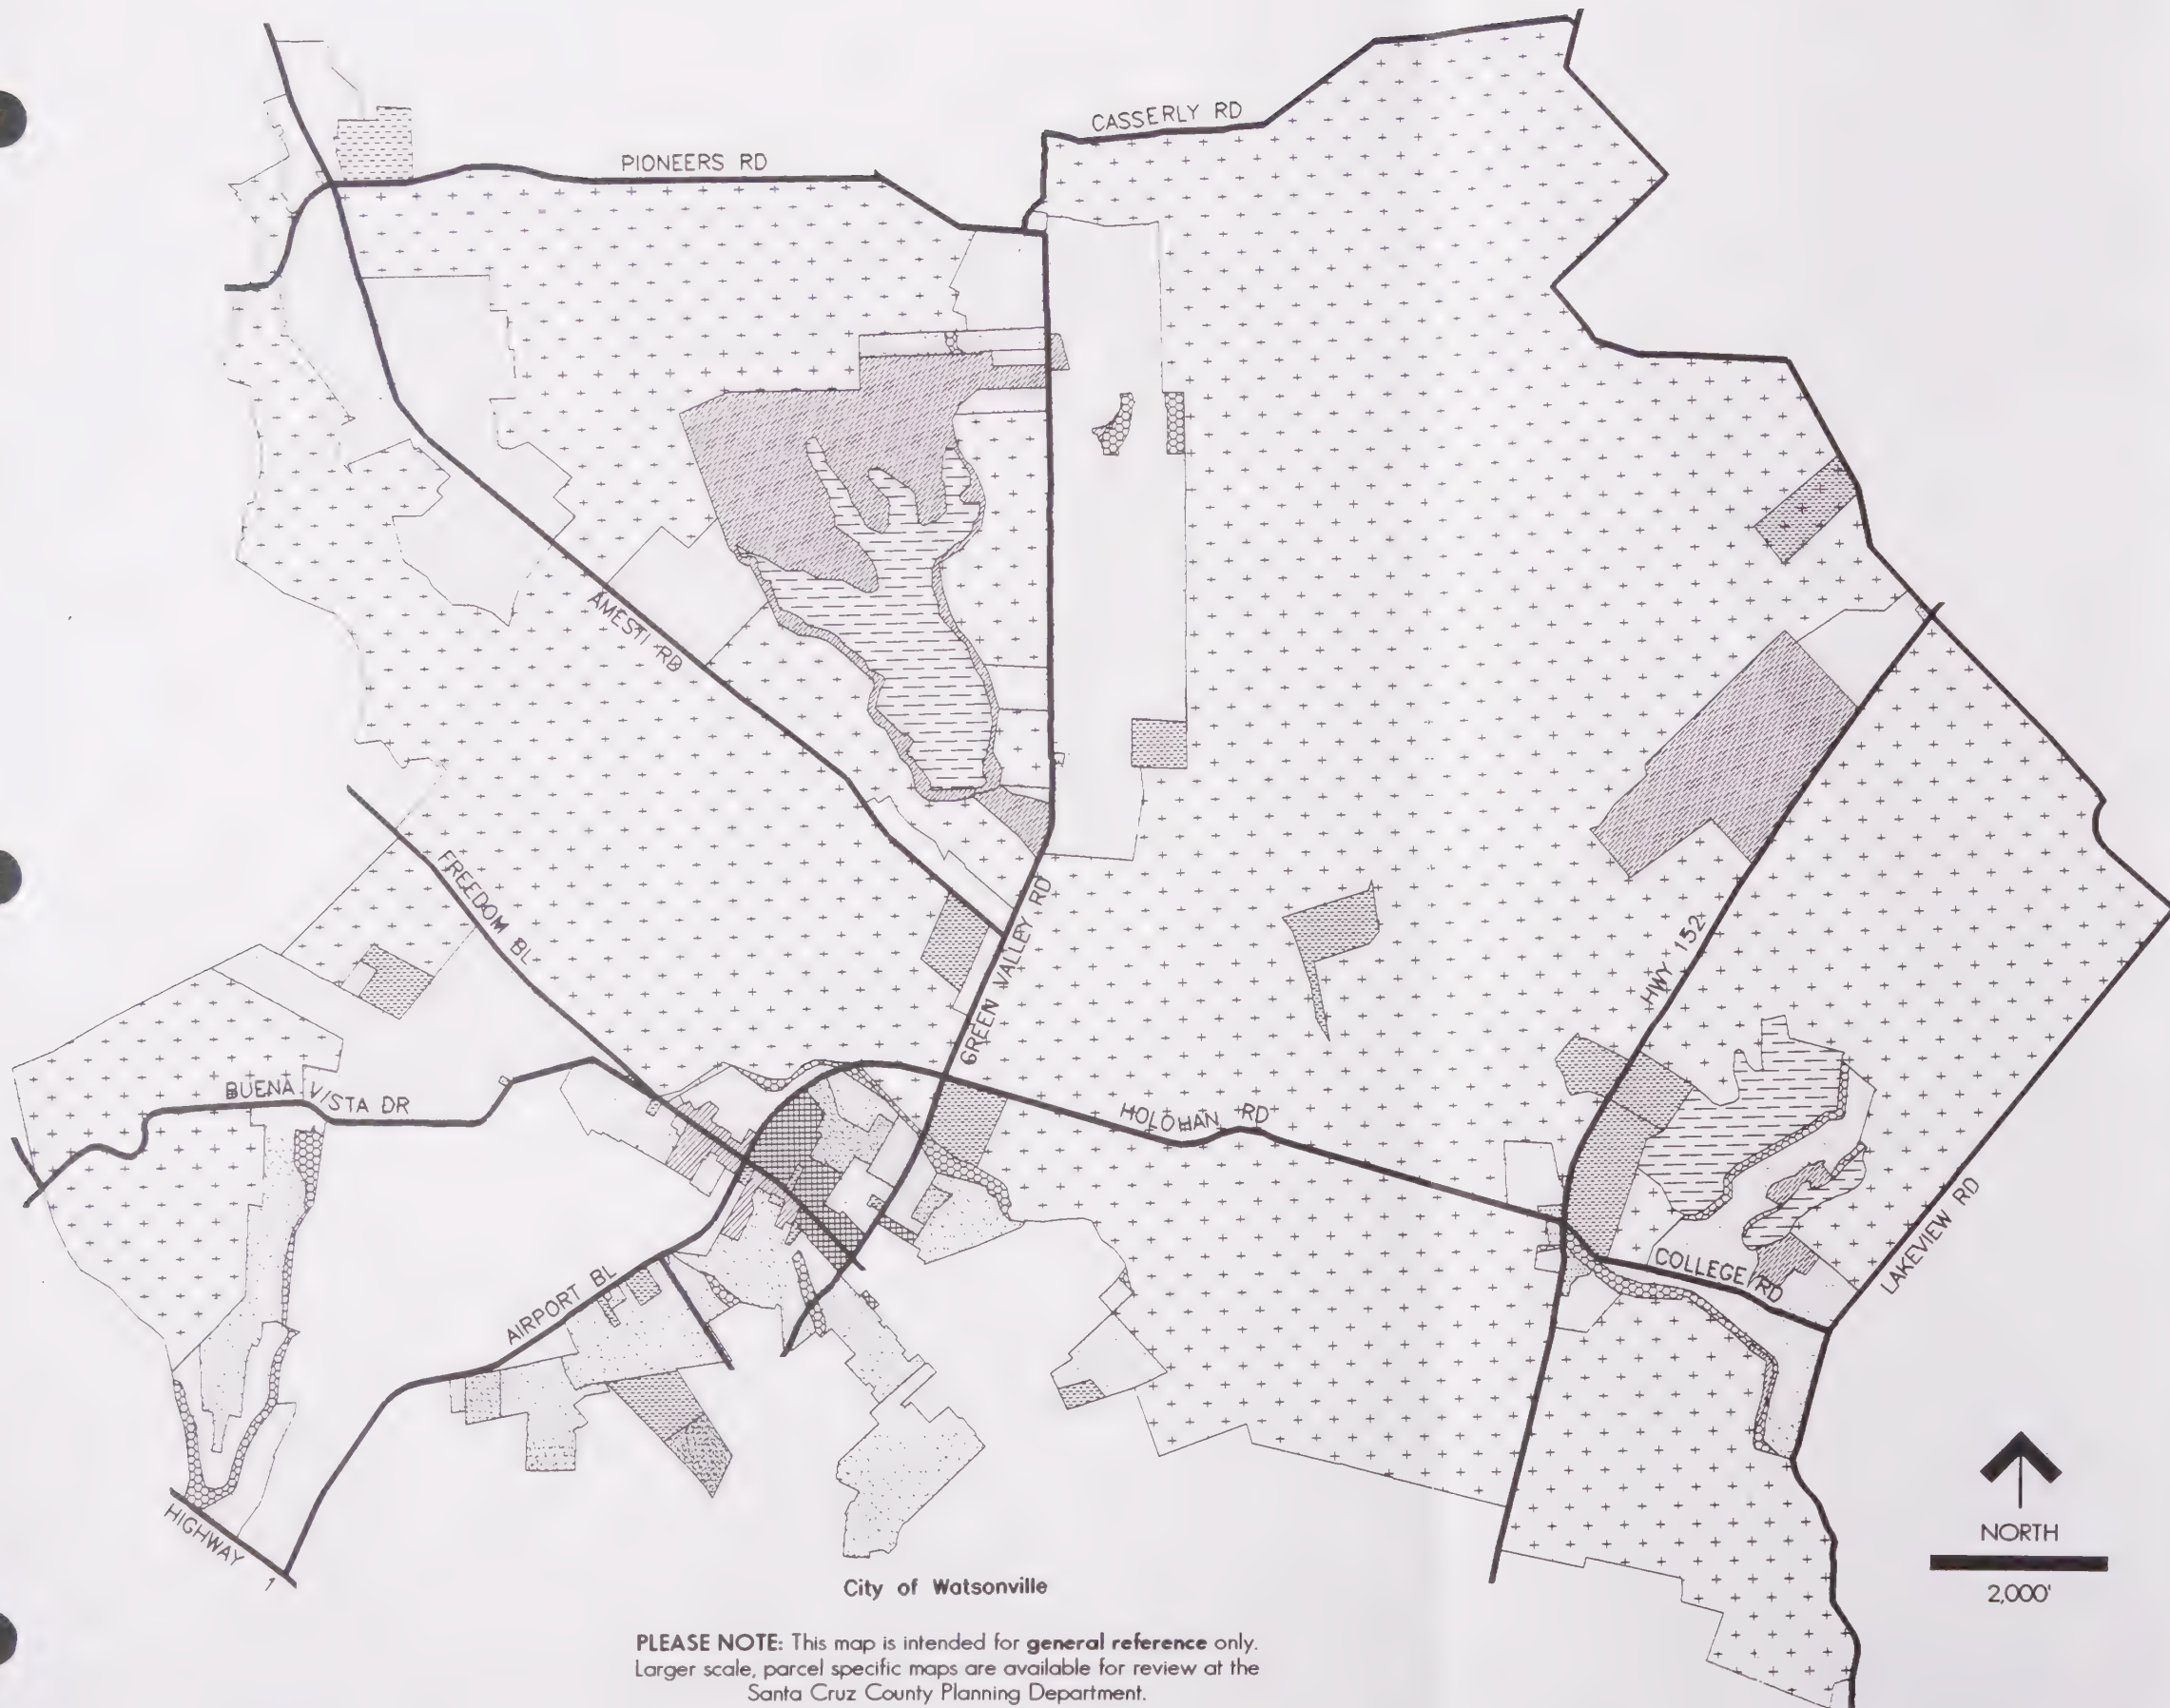 CASSERLY RD
PIONEERS RD
AMESTI RD
FREEDOM BL
GREEN VALLEY RD
HWY 152
BUENA VISTA DR
HOLOHAN RD
COLLEGE RD
LAKEVIEW RD
AIRPORT BL
HIGHWAY 1
NORTH
2,000'
City of Watsonville
PLEASE NOTE: This map is intended for general reference only.
Larger scale, parcel specific maps are available for review at the
Santa Cruz County Planning Department.